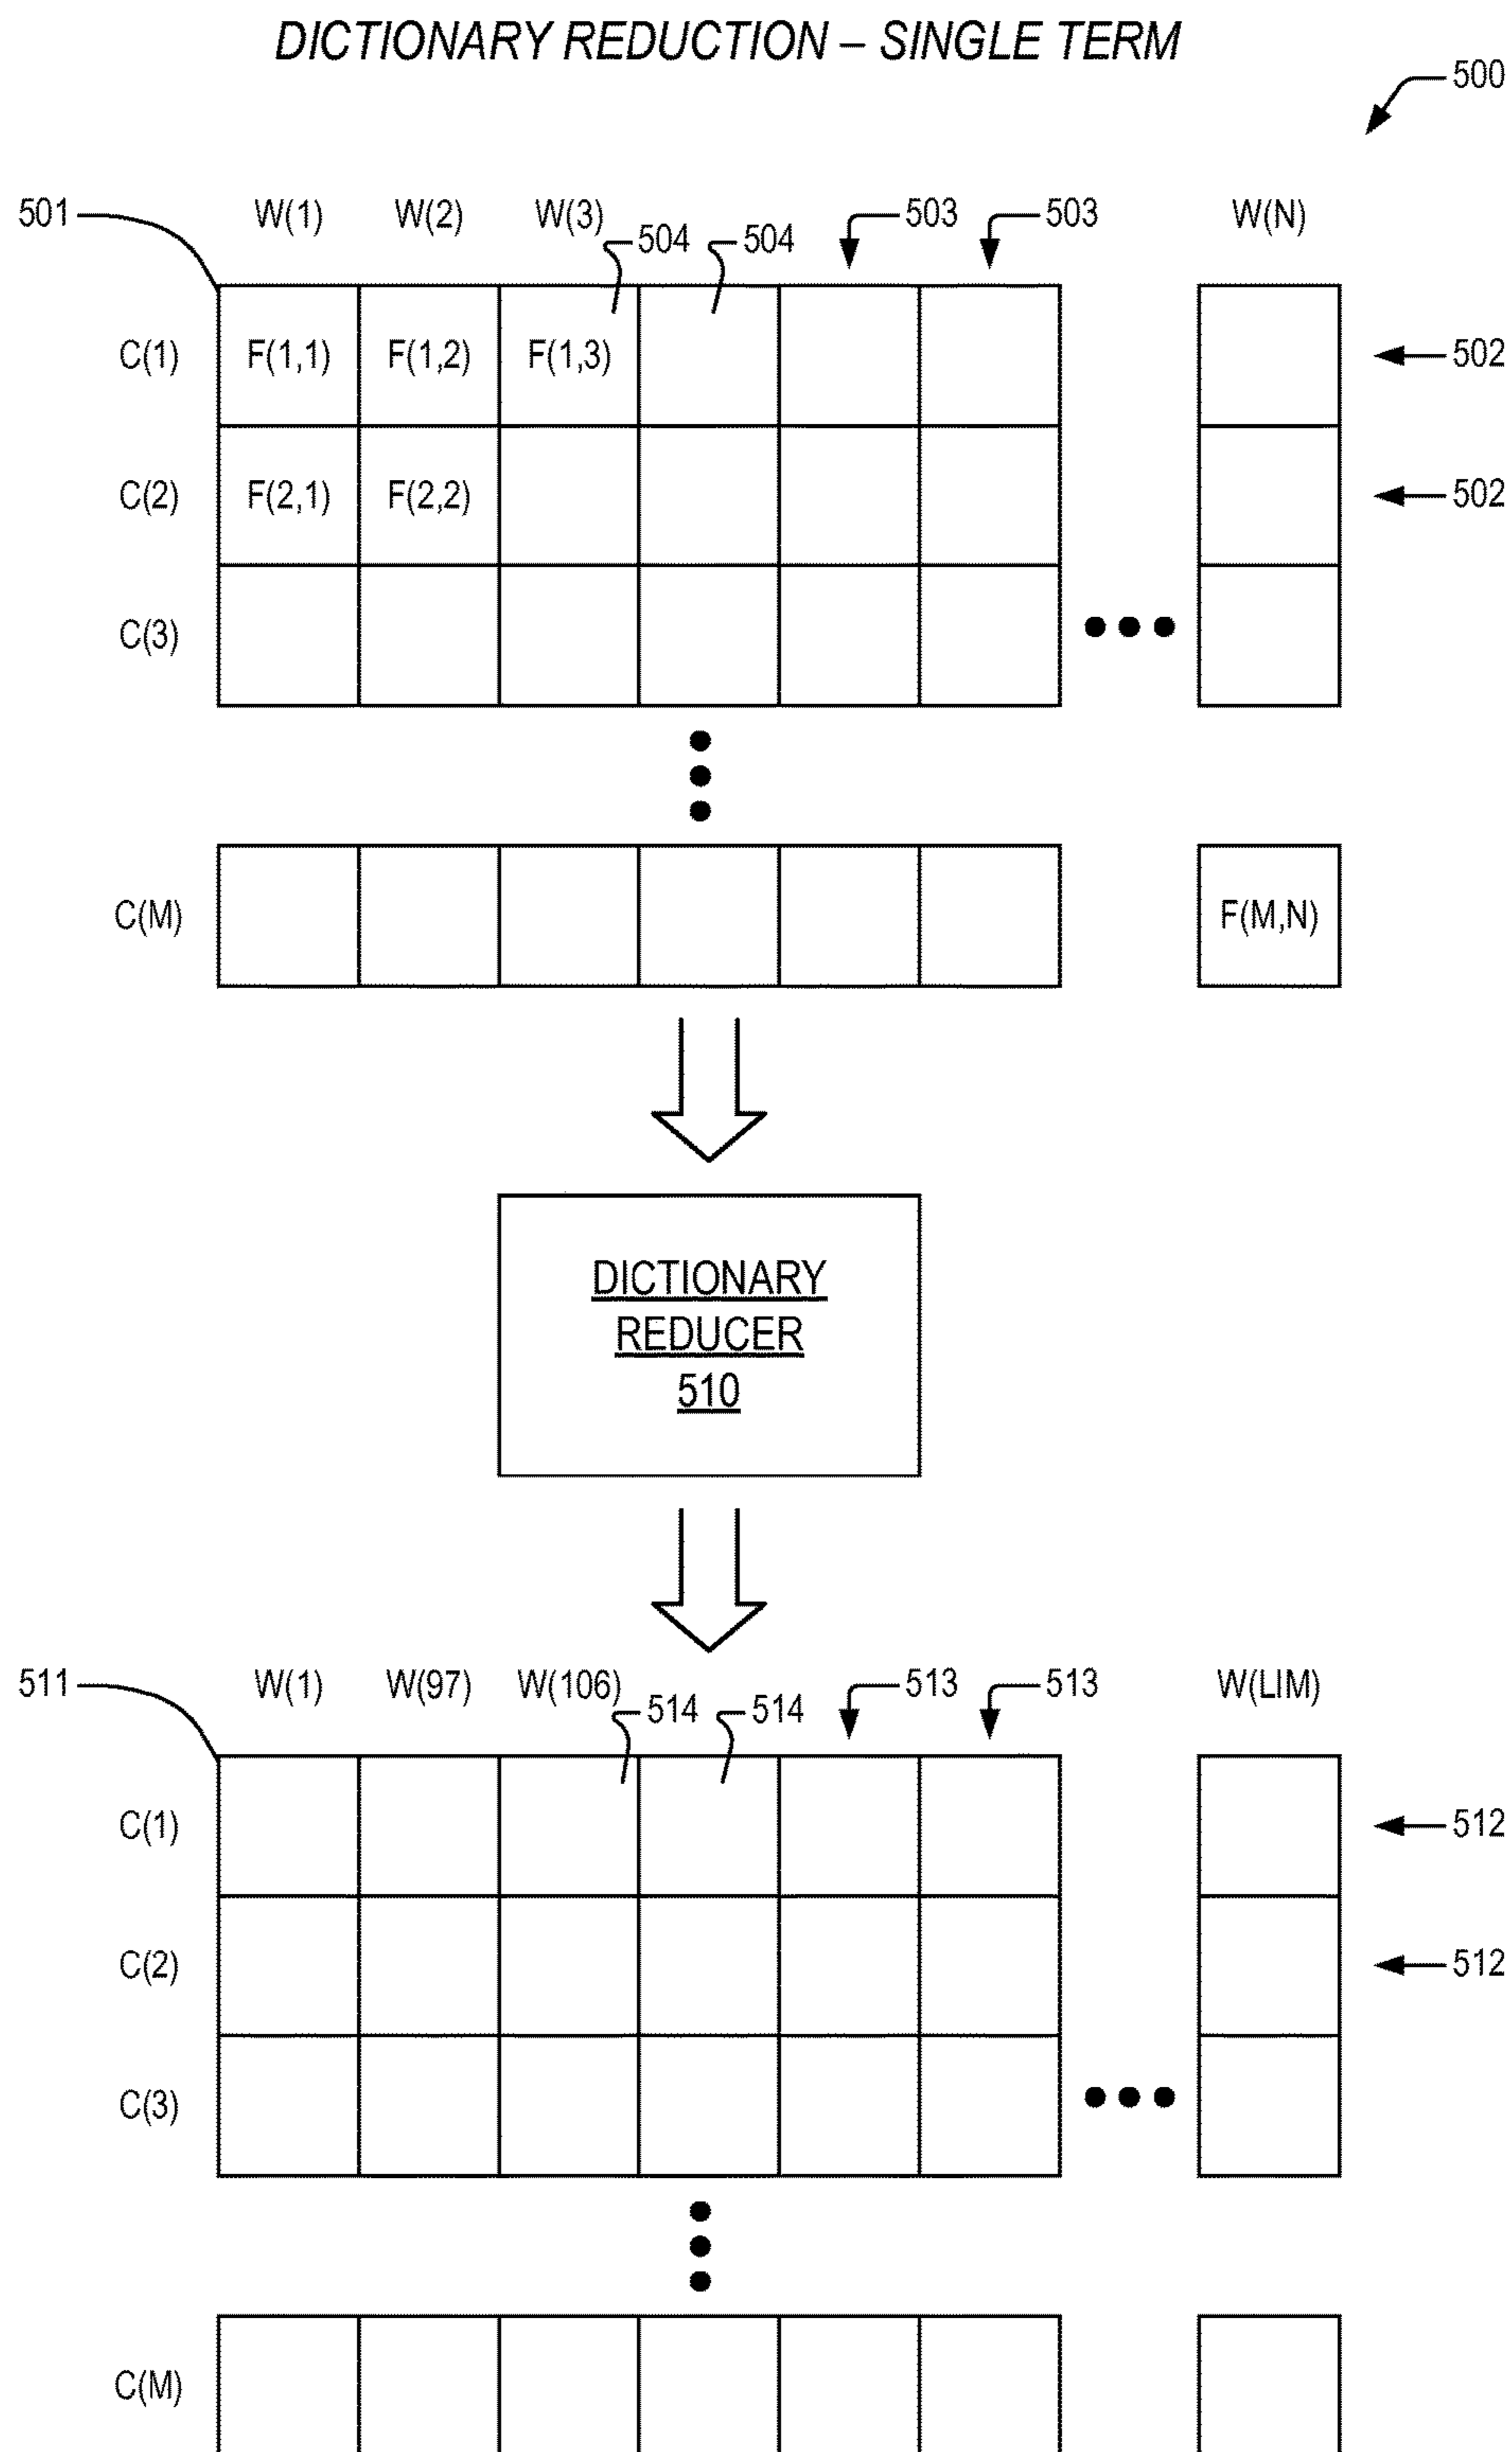 DICTIONARY REDUCTION – SINGLE TERM
500
501 W(1) W(2) W(3) 503 503 W(N)
504 504
C(1) F(1,1) F(1,2) F(1,3) 502
C(2) F(2,1) F(2,2) 502
C(3)
C(M) F(M,N)
DICTIONARY
REDUCER
510
511 W(1) W(97) W(106) 513 513 W(LIM)
514 514
C(1) 512
C(2) 512
C(3)
C(M)